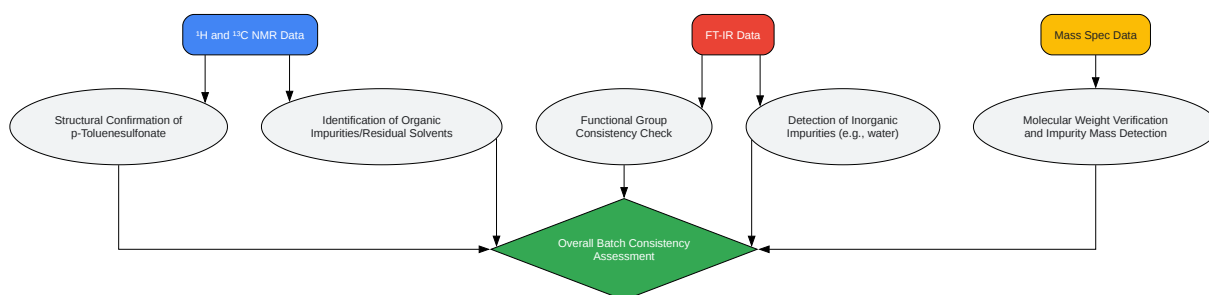 ¹H and ¹³C NMR Data
FT-IR Data
Mass Spec Data
Structural Confirmation of
p-Toluenesulfonate
Identification of Organic
Impurities/Residual Solvents
Functional Group
Consistency Check
Detection of Inorganic
Impurities (e.g., water)
Molecular Weight Verification
and Impurity Mass Detection
Overall Batch Consistency
Assessment